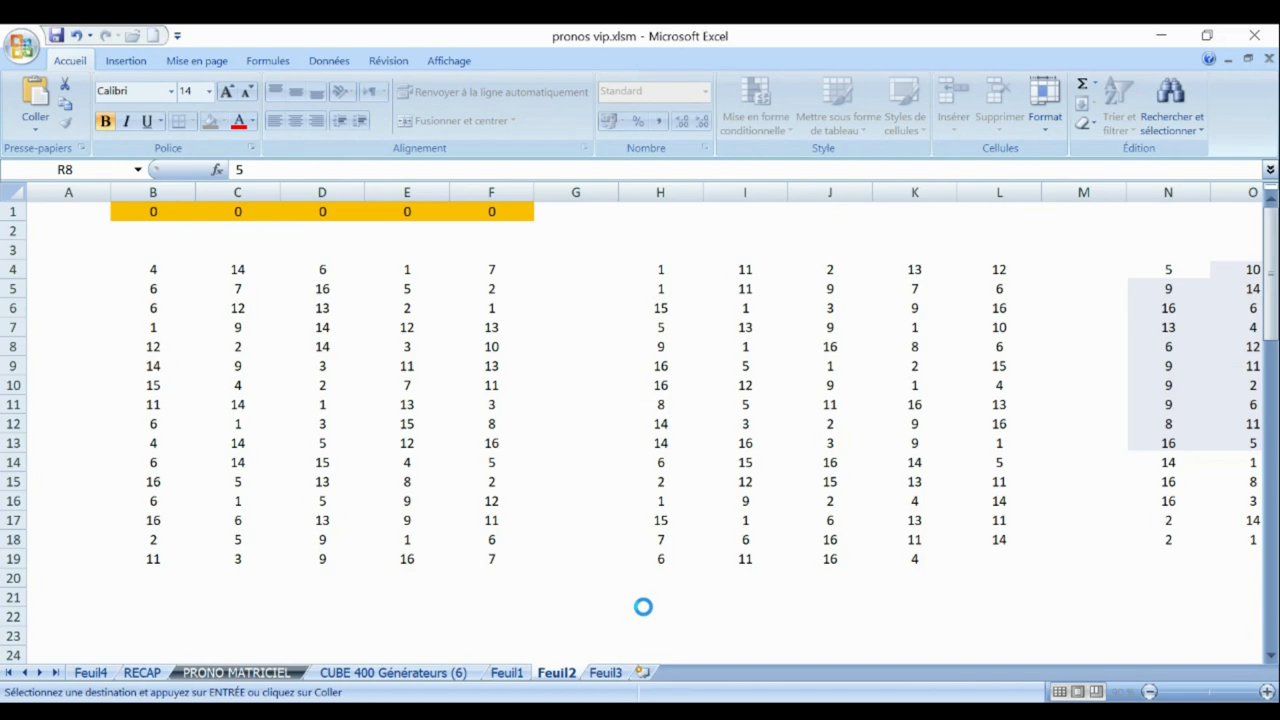 pronos vip.xlsm - Microsoft Excel
Accueil Insertion Mise en page Formules Données Révision Affichage
Calibri 14 Renvoyer à la ligne automatiquement Standard
Coller G I S Fusionner et centrer % Mise en forme conditionnelle Mettre sous forme de tableau Styles de cellules Insérer Supprimer Format Σ Trier et filtrer Rechercher et sélectionner
Presse-papiers Police Alignement Nombre Style Cellules Édition
R8 fx 5
A B C D E F G H I J K L M N O
1 0 0 0 0 0
2
3
4 4 14 6 1 7 1 11 2 13 12 5 10
5 6 7 16 5 2 1 11 9 7 6 9 14
6 6 12 13 2 1 15 1 3 9 16 16 6
7 1 9 14 12 13 5 13 9 1 10 13 4
8 12 2 14 3 10 9 1 16 8 6 6 12
9 14 9 3 11 13 16 5 1 2 15 9 11
10 15 4 2 7 11 16 12 9 1 4 9 2
11 11 14 1 13 3 8 5 11 16 13 9 6
12 6 1 3 15 8 14 3 2 9 16 8 11
13 4 14 5 12 16 14 16 3 9 1 16 5
14 6 14 15 4 5 6 15 16 14 5 14 1
15 16 5 13 8 2 2 12 15 13 11 16 8
16 6 1 5 9 12 1 9 2 4 14 16 3
17 16 6 13 9 11 15 1 6 13 11 2 14
18 2 5 9 1 6 7 6 16 11 14 2 1
19 11 3 9 16 7 6 11 16 4
20
21
22
23
24
Feuil4 RECAP PRONO MATRICIEL CUBE 400 Générateurs (6) Feuil1 Feuil2 Feuil3
Sélectionnez une destination et appuyez sur ENTRÉE ou cliquez sur Coller